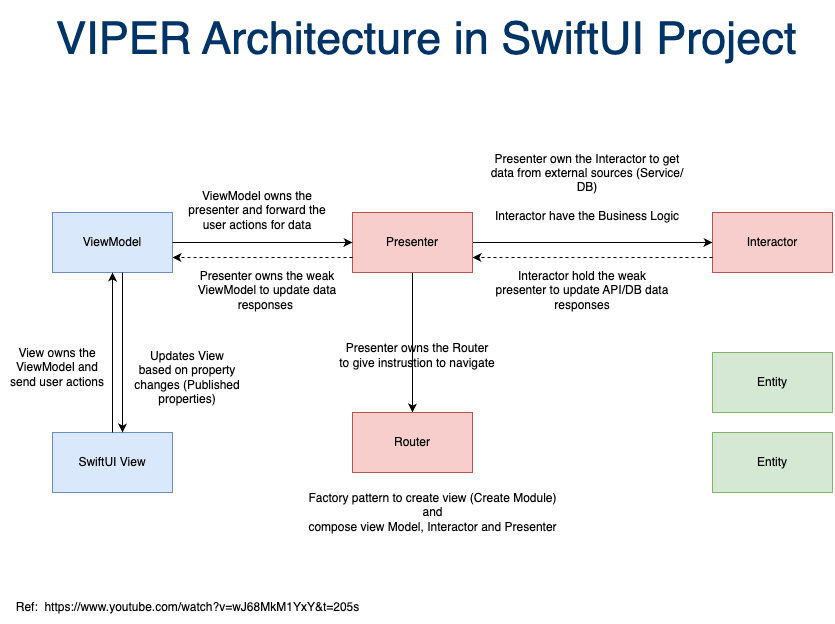 VIPER Architecture in SwiftUI Project
Presenter own the Interactor to get
data from external sources (Service/
DB)
Interactor have the Business Logic
ViewModel owns the
presenter and forward the
user actions for data
ViewModel
Presenter
Interactor
Presenter owns the weak
ViewModel to update data
responses
Interactor hold the weak
presenter to update API/DB data
responses
View owns the
ViewModel and
send user actions
Updates View
based on property
changes (Published
properties)
Presenter owns the Router
to give instrustion to navigate
Entity
SwiftUI View
Router
Entity
Factory pattern to create view (Create Module)
and
compose view Model, Interactor and Presenter
Ref:  https://www.youtube.com/watch?v=wJ68MkM1YxY&t=205s